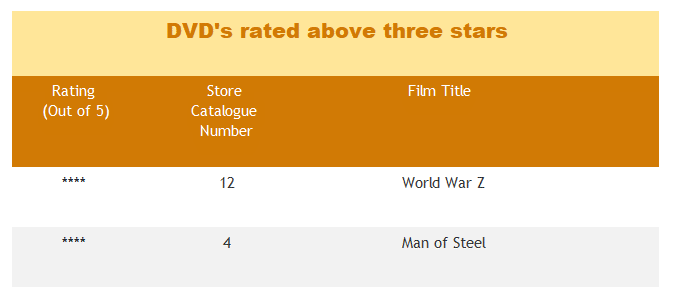 DVD's rated above three stars
Rating
(Out of 5)
Store
Catalogue
Number
Film Title
**** 12 World War Z
**** 4 Man of Steel